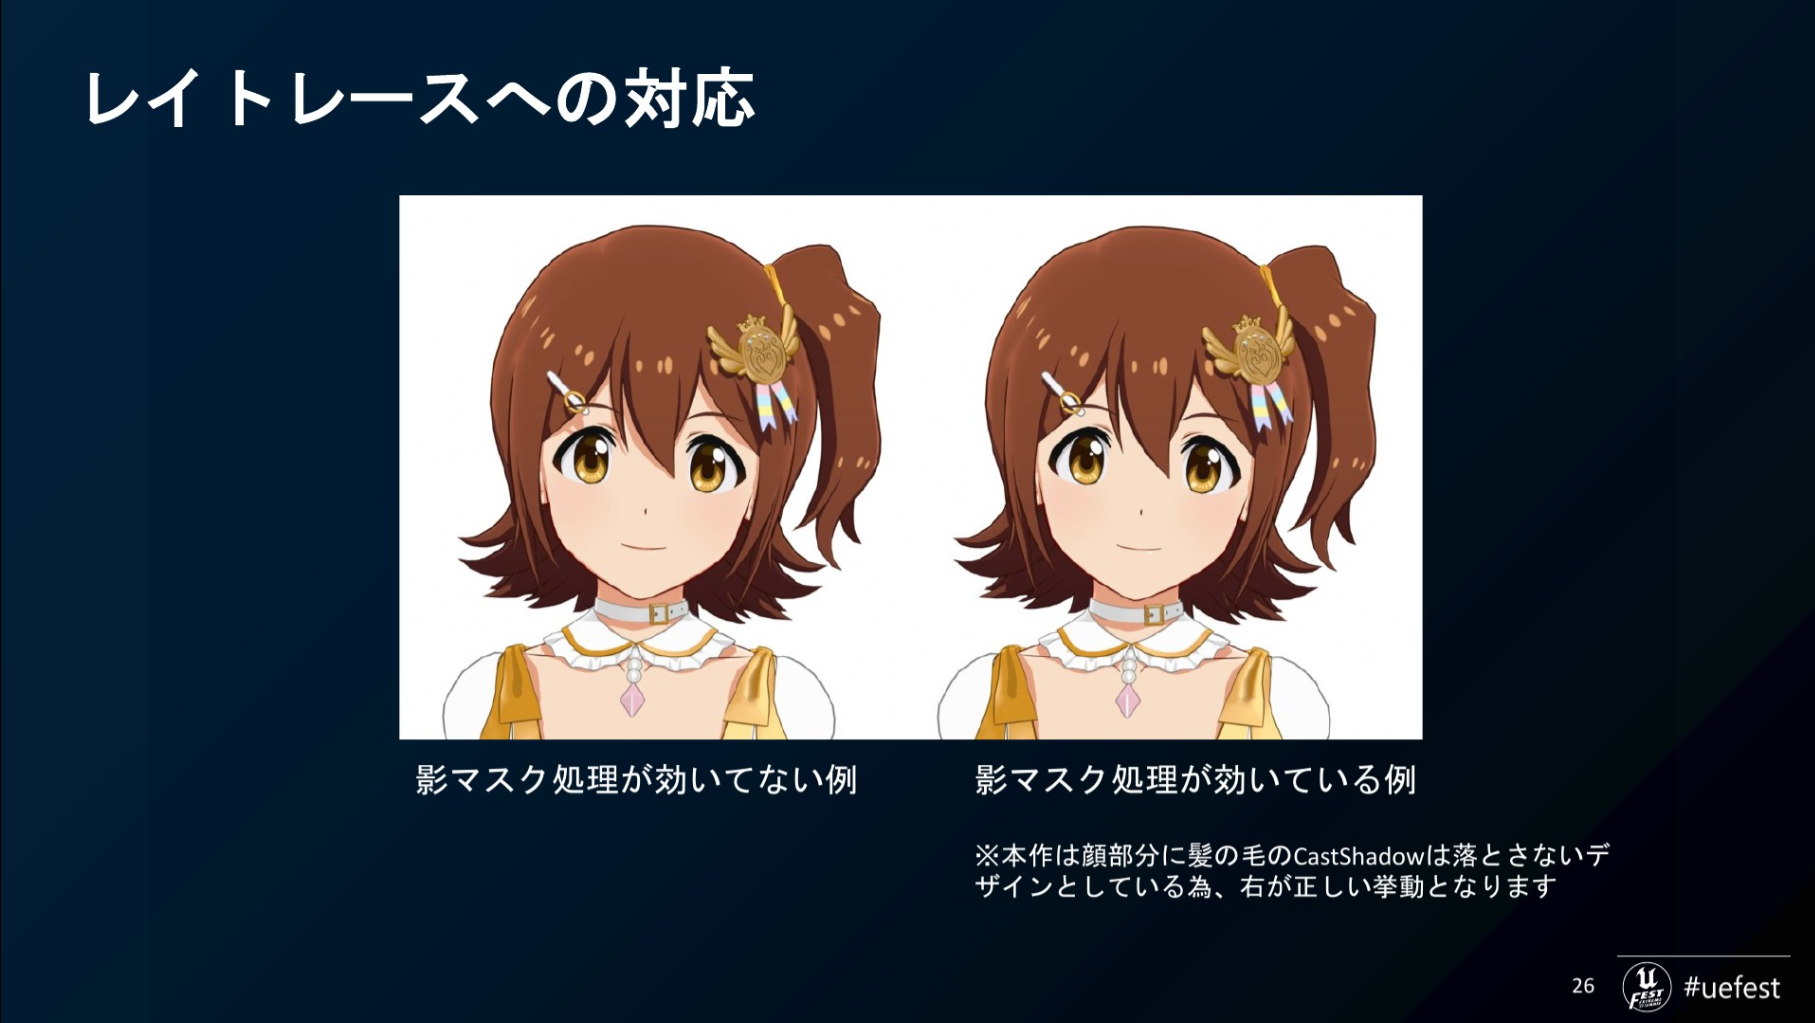 レイトレースへの対応
影マスク処理が効いてない例
影マスク処理が効いている例
※本作は顔部分に髪の毛のCastShadowは落とさないデ
ザインとしている為、右が正しい挙動となります
26
U
FEST
#uefest